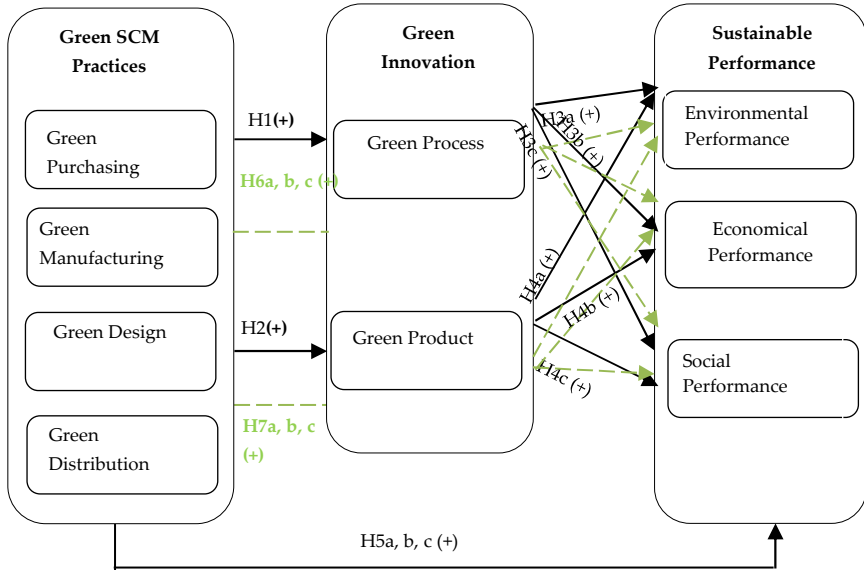 Green SCM
Practices
Green
Purchasing
Green
Manufacturing
Green Design
Green
Distribution
H1(+)
H6a, b, c (+)
H2(+)
H7a, b, c
(+)
Green
Innovation
Green Process
Green Product
H3a (+)
H3b (+)
H3c (+)
H4a (+)
H4b (+)
H4c (+)
Sustainable
Performance
Environmental
Performance
Economical
Performance
Social
Performance
H5a, b, c (+)